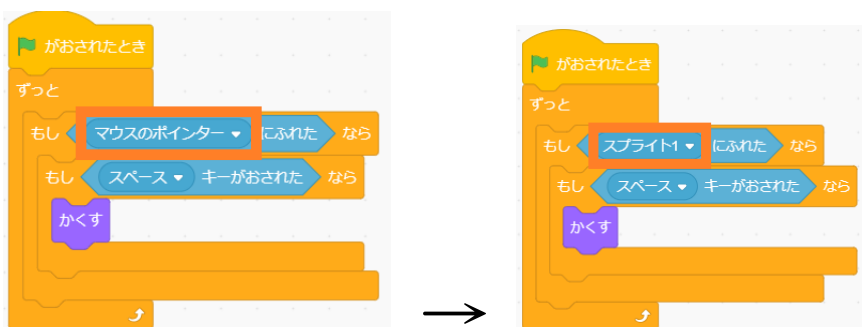 がおされたとき
ずっと
もし マウスのポインター にふれた なら
もし スペース キーがおされた なら
かくす
がおされたとき
ずっと
もし スプライト1 にふれた なら
もし スペース キーがおされた なら
かくす